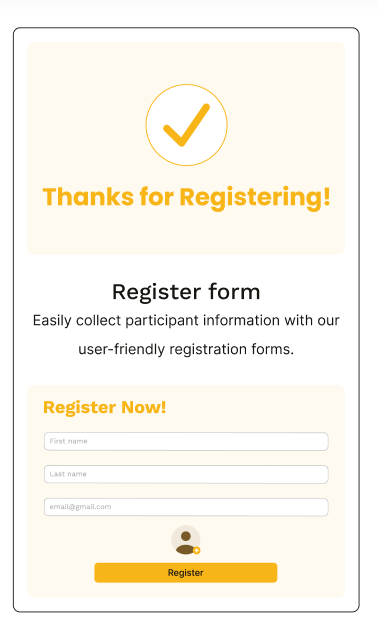 Thanks for Registering!
Register form
Easily collect participant information with our
user-friendly registration forms.
Register Now!
First name
Last name
email@gmail.com
Register